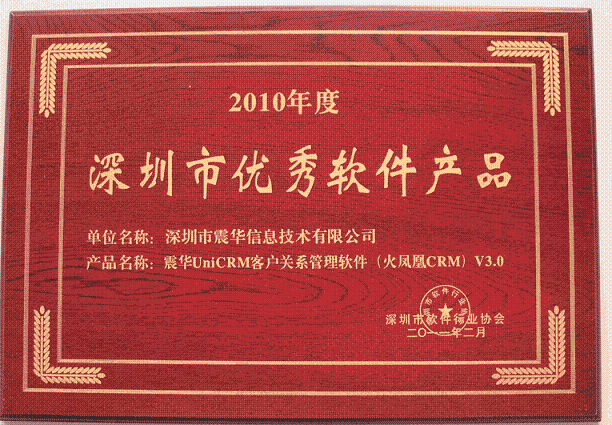 2010年度
深圳市优秀软件产品
单位名称：深圳市震华信息技术有限公司
产品名称：震华UniCRM客户关系管理软件（火凤凰CRM）V3.0
深圳市软件行业协会
二〇一一年二月